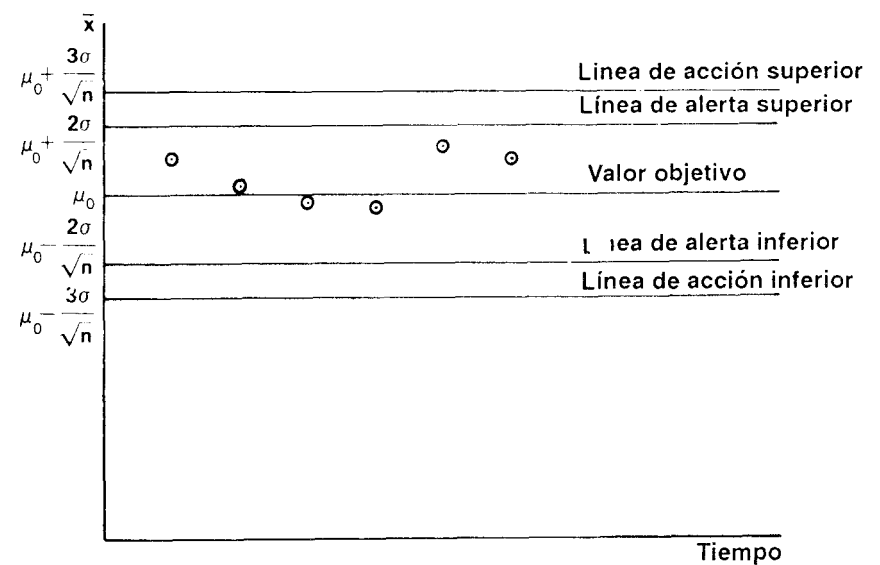 x̄
μ₀ + 3σ/√n
Linea de acción superior
Línea de alerta superior
μ₀ + 2σ/√n
Valor objetivo
μ₀
μ₀ − 2σ/√n
de alerta inferior
Línea de acción inferior
μ₀ − 3σ/√n
Tiempo